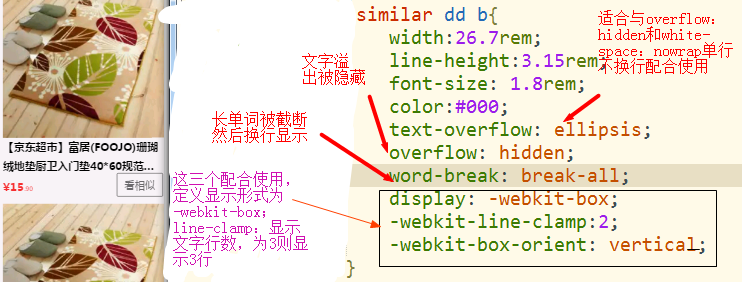 【京东超市】富居(FOOJO)珊瑚
绒地垫厨卫入门垫40*60规范...
¥15.90
看相似
文字溢
出被隐藏
长单词被截断
然后换行显示
这三个配合使用，
定义显示形式为
-webkit-box；
line-clamp：显示
文字行数，为3则显
示3行
similar dd b{
width:26.7rem;
line-height:3.15rem;
font-size: 1.8rem;
color:#000;
text-overflow: ellipsis;
overflow: hidden;
word-break: break-all;
display: -webkit-box;
-webkit-line-clamp:2;
-webkit-box-orient: vertical;
}
适合与overflow：
hidden和white-
space：nowrap单行
不换行配合使用